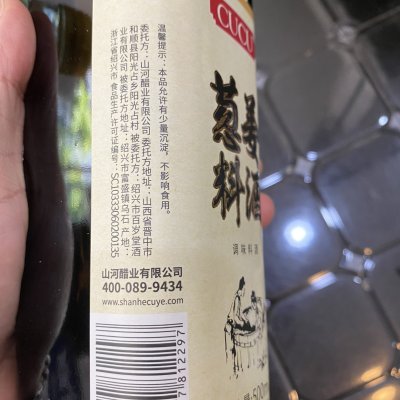 CUCU
葱姜
料酒
调味料酒
温馨提示：本品允许有少量沉淀，不影响食用。
委托方：山河醋业有限公司 委托方地址：山西省晋中市
和顺县阳光占乡阳光占村 被委托方：绍兴市百岁堂酒
业有限公司 被委托方地址：绍兴市富盛镇乌石 产地：
浙江省绍兴市 食品生产许可证编号：SC10333060200135
山河醋业有限公司
400-089-9434
www.shanhecuye.com
7812297
量:500m